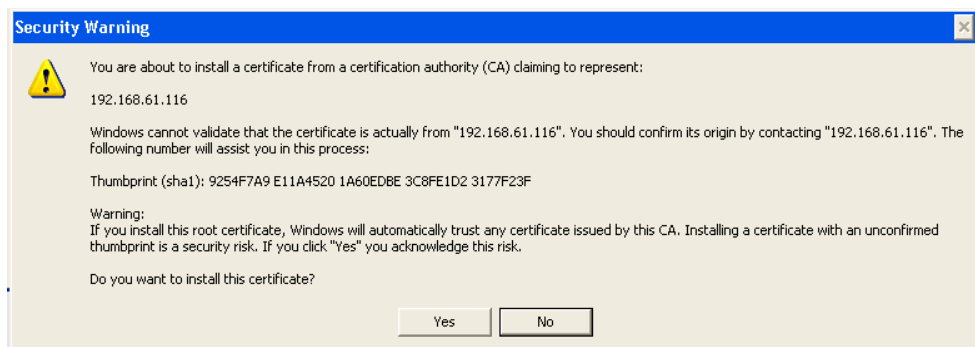 Security Warning
You are about to install a certificate from a certification authority (CA) claiming to represent:
192.168.61.116
Windows cannot validate that the certificate is actually from "192.168.61.116". You should confirm its origin by contacting "192.168.61.116". The
following number will assist you in this process:
Thumbprint (sha1): 9254F7A9 E11A4520 1A60EDBE 3C8FE1D2 3177F23F
Warning:
If you install this root certificate, Windows will automatically trust any certificate issued by this CA. Installing a certificate with an unconfirmed
thumbprint is a security risk. If you click "Yes" you acknowledge this risk.
Do you want to install this certificate?
Yes No